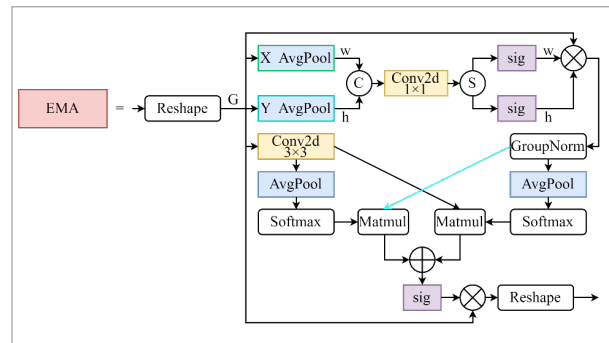 X AvgPool
w
sig
w
C
Conv2d
1×1
S
EMA
=
Reshape
G
Y AvgPool
h
sig
h
Conv2d
3×3
GroupNorm
AvgPool
AvgPool
Softmax
Matmul
Matmul
Softmax
sig
Reshape